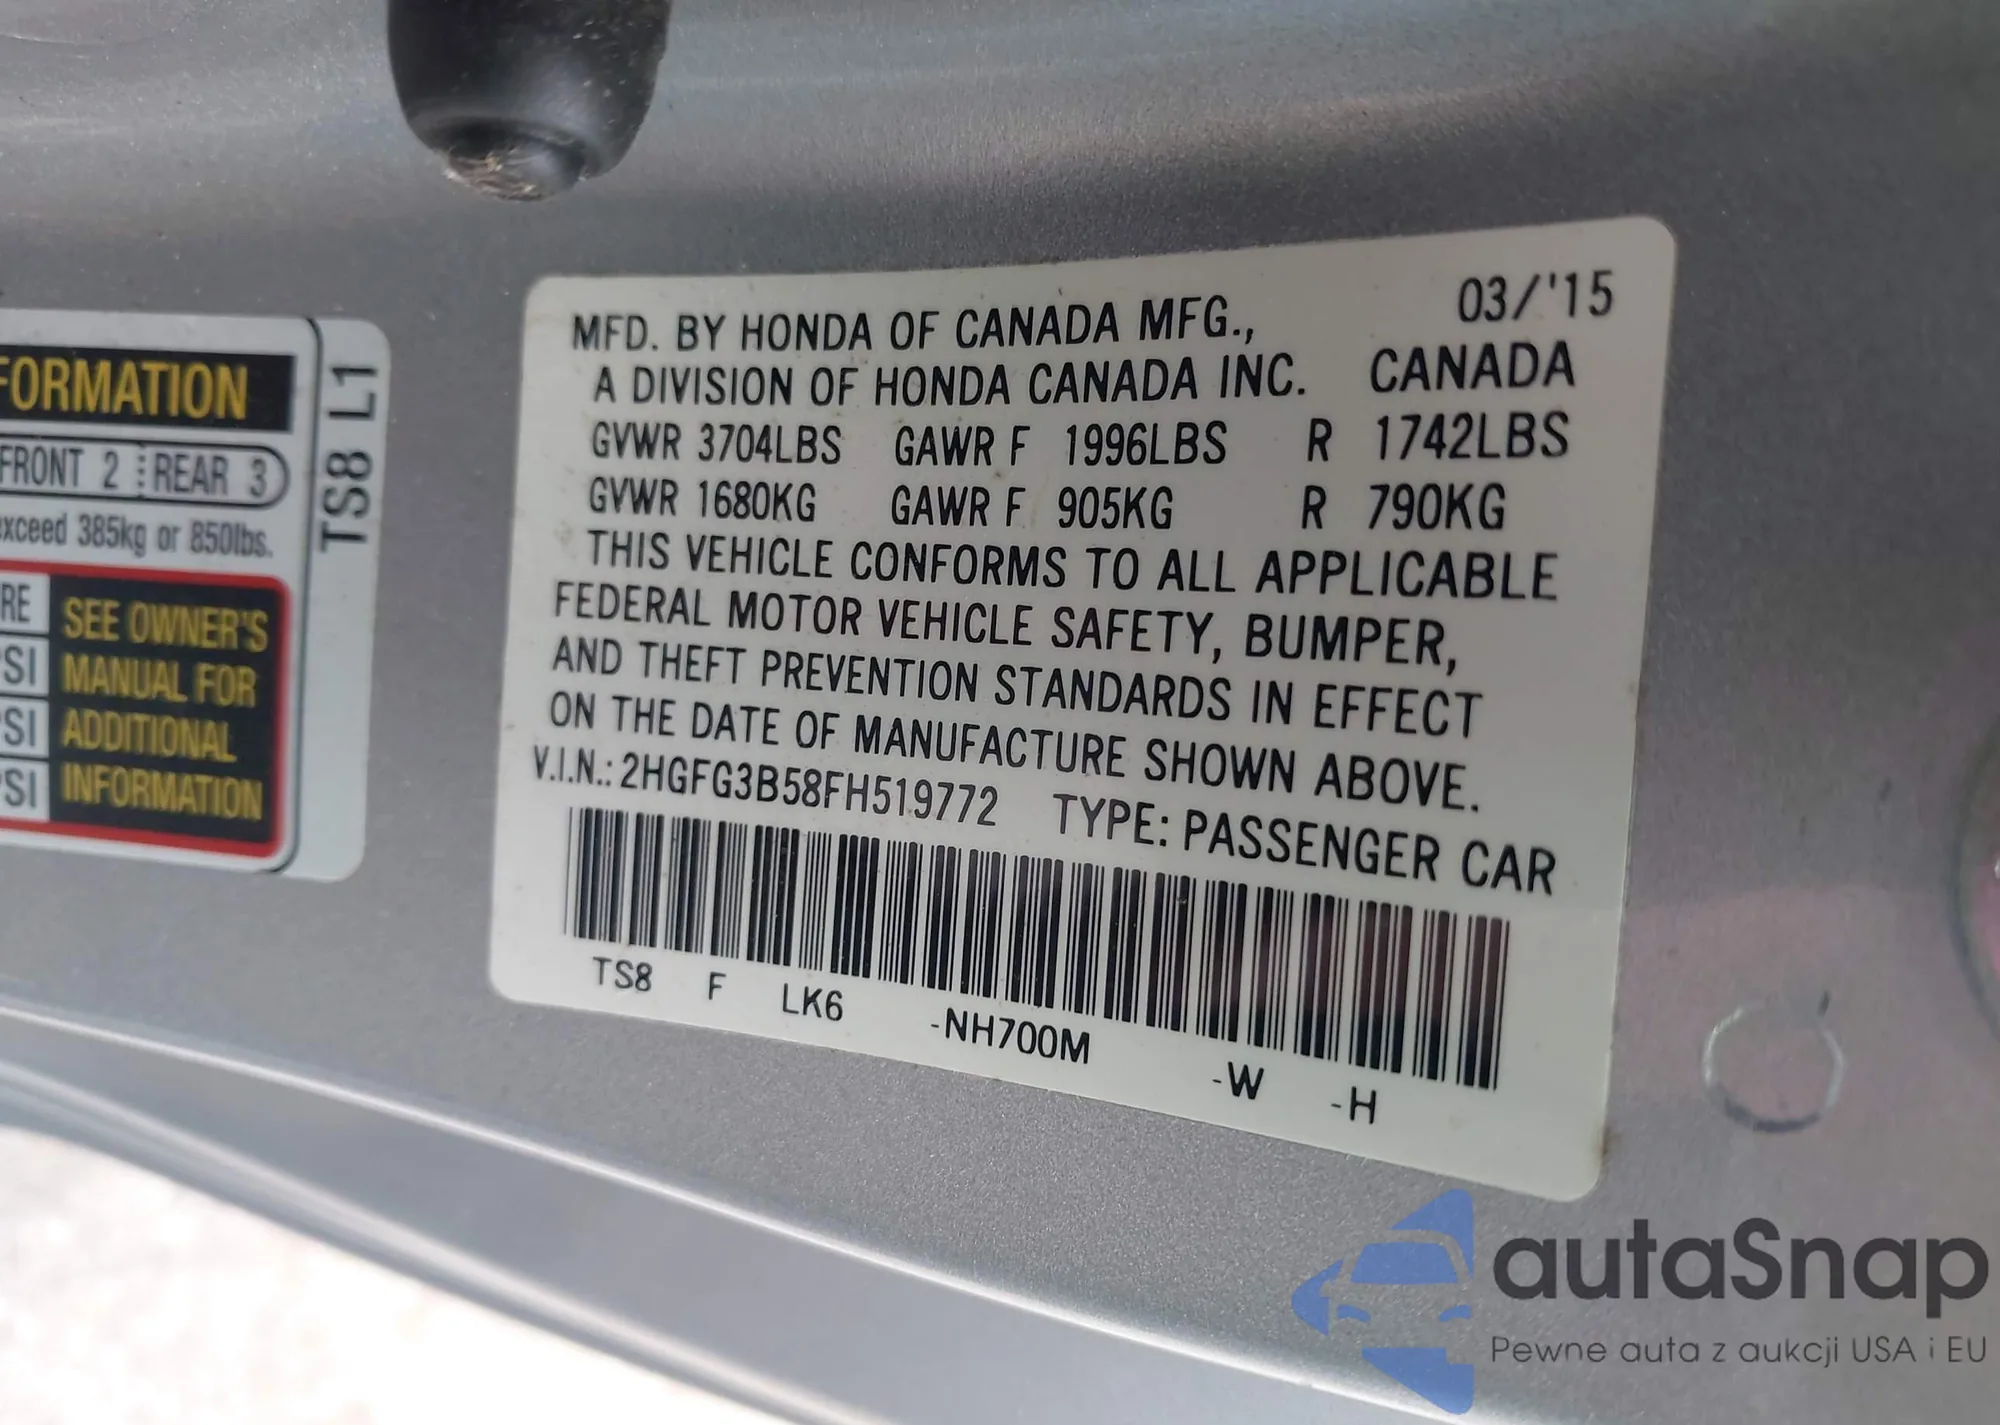 FORMATION
FRONT 2 REAR 3
exceed 385kg or 850lbs.
SEE OWNER'S
MANUAL FOR
ADDITIONAL
INFORMATION
RE
PSI
PSI
PSI
TS8 L1
03/'15
MFD. BY HONDA OF CANADA MFG.,
A DIVISION OF HONDA CANADA INC. CANADA
GVWR 3704LBS GAWR F 1996LBS R 1742LBS
GVWR 1680KG GAWR F 905KG R 790KG
THIS VEHICLE CONFORMS TO ALL APPLICABLE
FEDERAL MOTOR VEHICLE SAFETY, BUMPER,
AND THEFT PREVENTION STANDARDS IN EFFECT
ON THE DATE OF MANUFACTURE SHOWN ABOVE.
V.I.N.: 2HGFG3B58FH519772 TYPE: PASSENGER CAR
TS8 F LK6 -NH700M -W -H
autaSnap
Pewne auta z aukcji USA i EU